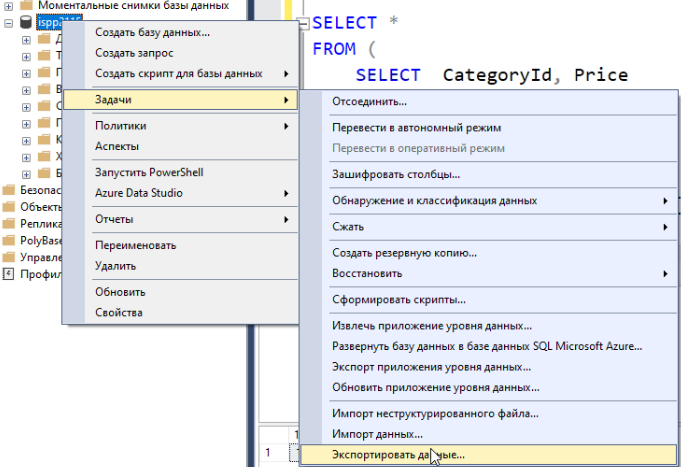 Моментальные снимки базы данных
Создать базу данных...
Создать запрос
Создать скрипт для базы данных
Задачи
Политики
Аспекты
Запустить PowerShell
Azure Data Studio
Отчеты
Переименовать
Удалить
Обновить
Свойства
SELECT *
FROM (
SELECT CategoryId, Price
Отсоединить...
Перевести в автономный режим
Перевести в оперативный режим
Зашифровать столбцы...
Обнаружение и классификация данных
Сжать
Создать резервную копию...
Восстановить
Сформировать скрипты...
Извлечь приложение уровня данных...
Развернуть базу данных в базе данных SQL Microsoft Azure...
Экспорт приложения уровня данных...
Обновить приложение уровня данных...
Импорт неструктурированного файла...
Импорт данных...
Экспортировать данные...
Безопас
Объекты
Реплика
PolyBase
Управле
Профил
1